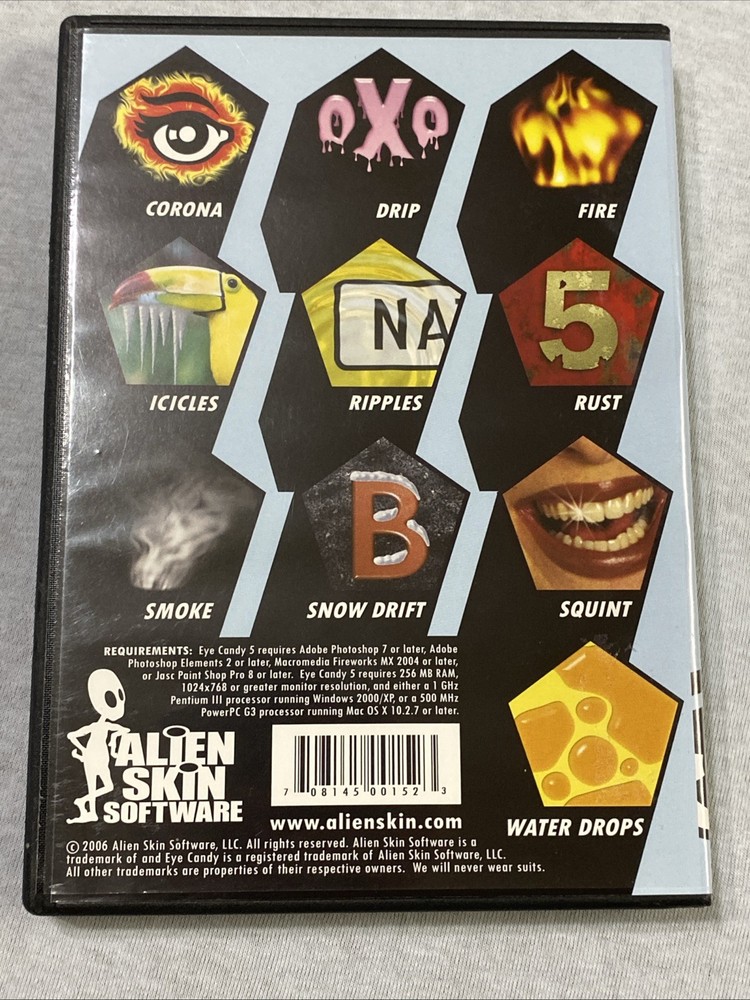 oXo
CORONA
DRIP
FIRE
NA
5
ICICLES
RIPPLES
RUST
B
SMOKE
SNOW DRIFT
SQUINT
REQUIREMENTS: Eye Candy 5 requires Adobe Photoshop 7 or later, Adobe
Photoshop Elements 2 or later, Macromedia Fireworks MX 2004 or later,
or Jasc Paint Shop Pro 8 or later. Eye Candy 5 requires 256 MB RAM,
1024x768 or greater monitor resolution, and either a 1 GHz
Pentium III processor running Windows 2000/XP, or a 500 MHz
PowerPC G3 processor running Mac OS X 10.2.7 or later.
ALIEN
SKIN
SOFTWARE
7 08145 00152 3
www.alienskin.com
WATER DROPS
© 2006 Alien Skin Software, LLC. All rights reserved. Alien Skin Software is a
trademark of and Eye Candy is a registered trademark of Alien Skin Software, LLC.
All other trademarks are properties of their respective owners. We will never wear suits.